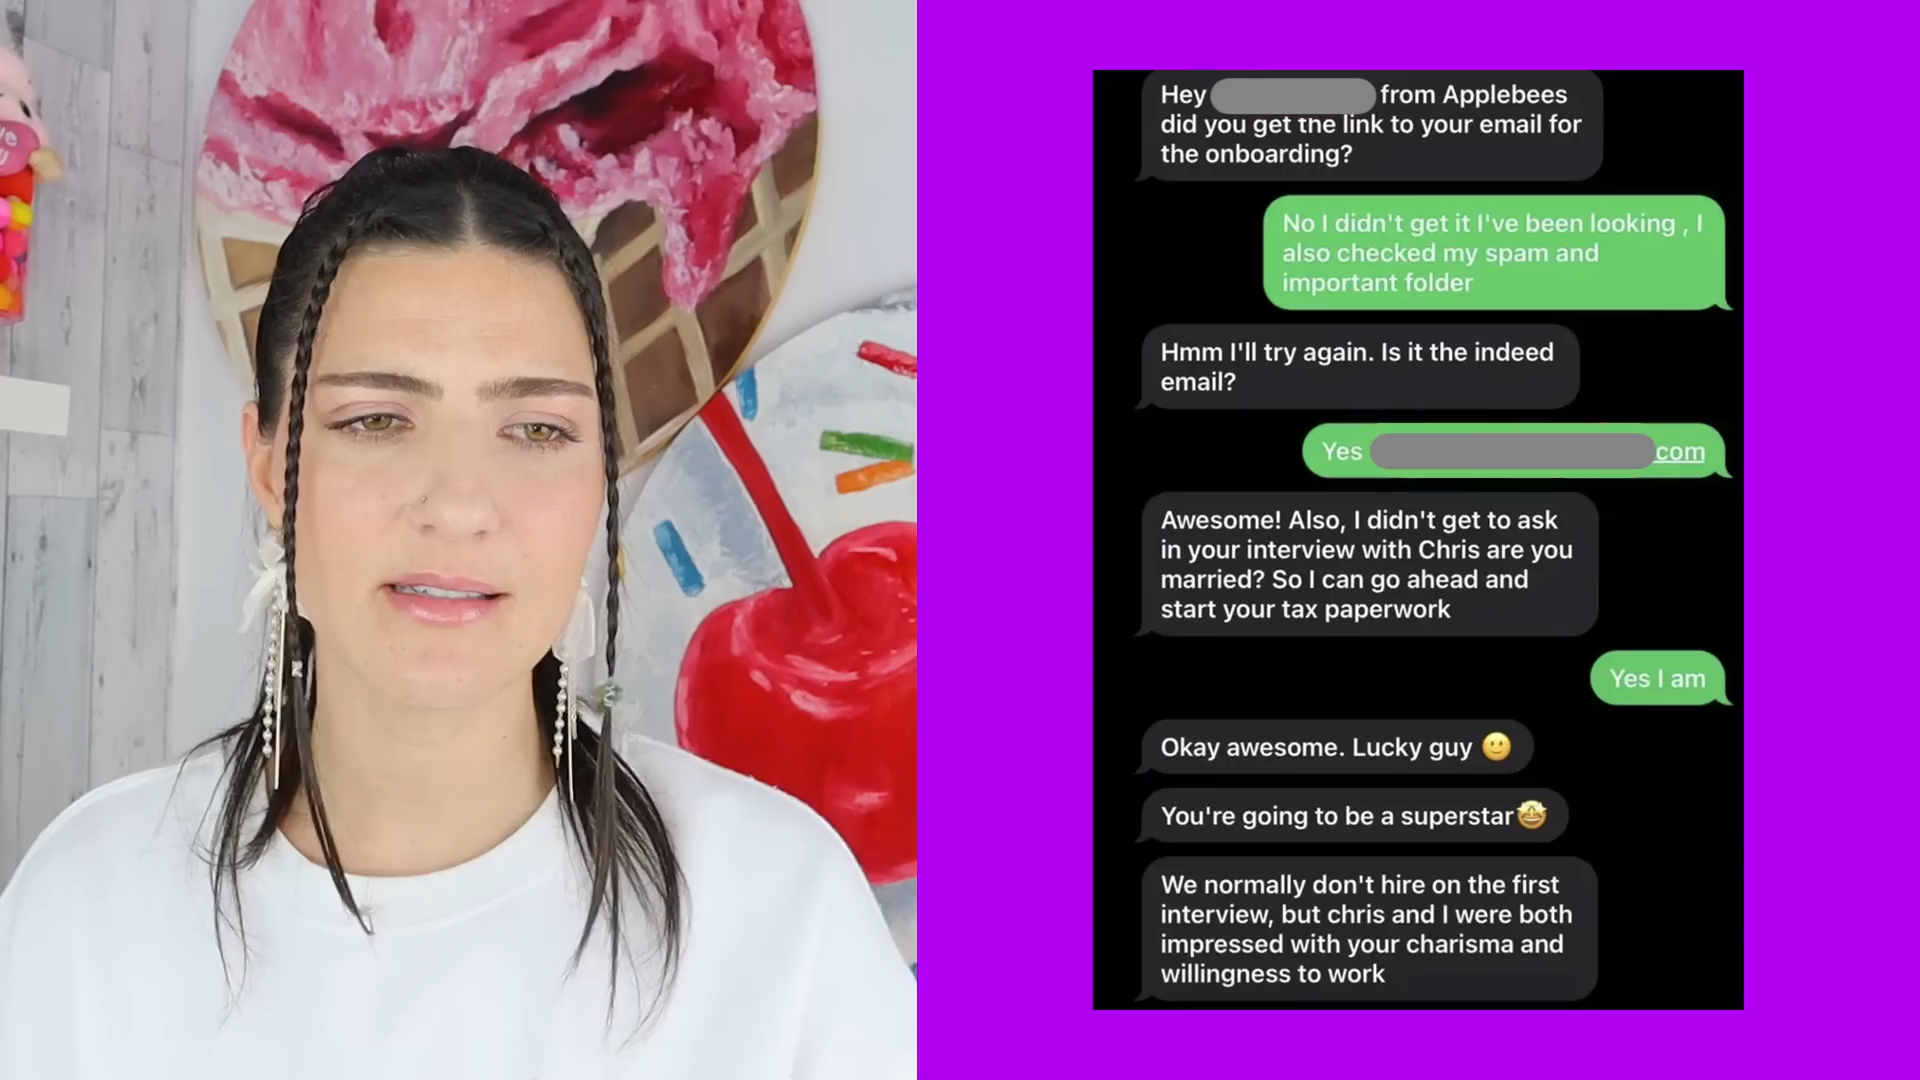 Hey from Applebees
did you get the link to your email for
the onboarding?
No I didn't get it I've been looking , I
also checked my spam and
important folder
Hmm I'll try again. Is it the indeed
email?
Yes com
Awesome! Also, I didn't get to ask
in your interview with Chris are you
married? So I can go ahead and
start your tax paperwork
Yes I am
Okay awesome. Lucky guy 🙂
You're going to be a superstar🤩
We normally don't hire on the first
interview, but chris and I were both
impressed with your charisma and
willingness to work